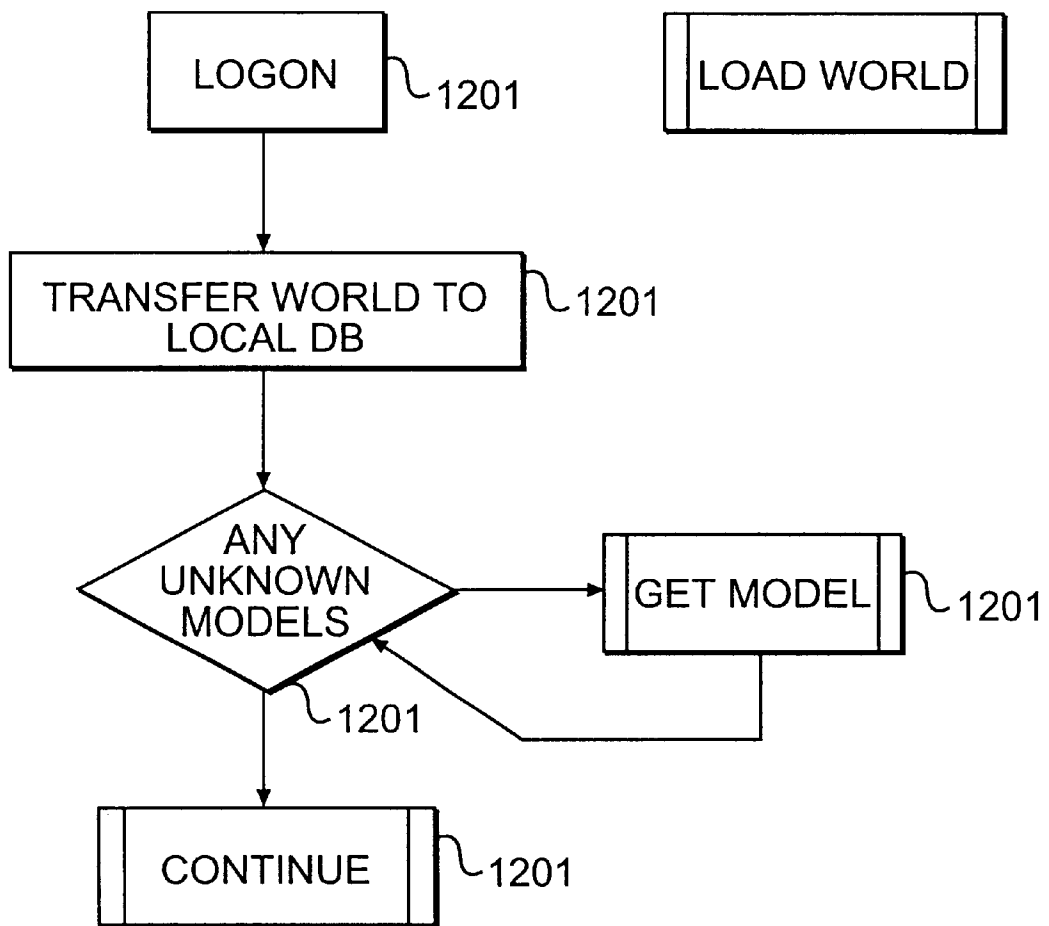 LOGON
1201
LOAD WORLD
TRANSFER WORLD TO
LOCAL DB
1201
ANY
UNKNOWN
MODELS
1201
GET MODEL
1201
CONTINUE
1201